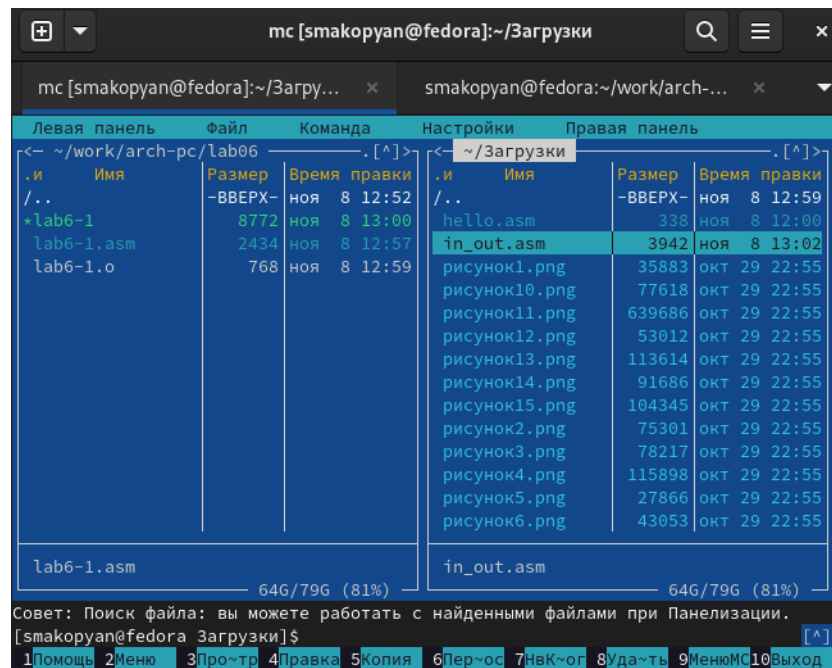 mc [smakopyan@fedora]:~/Загрузки
mc [smakopyan@fedora]:~/Загру... × smakopyan@fedora:~/work/arch-... ×
Левая панель Файл Команда Настройки Правая панель
<— ~/work/arch-pc/lab06 .[^]> <— ~/Загрузки .[^]>
.и Имя Размер Время правки .и Имя Размер Время правки
/.. -ВВЕРХ- ноя 8 12:52 /.. -ВВЕРХ- ноя 8 12:59
*lab6-1 8772 ноя 8 13:00 hello.asm 338 ноя 8 12:00
lab6-1.asm 2434 ноя 8 12:57 in_out.asm 3942 ноя 8 13:02
lab6-1.o 768 ноя 8 12:59 рисунок1.png 35883 окт 29 22:55
рисунок10.png 77618 окт 29 22:55
рисунок11.png 639686 окт 29 22:55
рисунок12.png 53012 окт 29 22:55
рисунок13.png 113614 окт 29 22:55
рисунок14.png 91686 окт 29 22:55
рисунок15.png 104345 окт 29 22:55
рисунок2.png 75301 окт 29 22:55
рисунок3.png 78217 окт 29 22:55
рисунок4.png 115898 окт 29 22:55
рисунок5.png 27866 окт 29 22:55
рисунок6.png 43053 окт 29 22:55
lab6-1.asm in_out.asm
64G/79G (81%) 64G/79G (81%)
Совет: Поиск файла: вы можете работать с найденными файлами при Панелизации.
[smakopyan@fedora Загрузки]$ [^]
1Помощь 2Меню 3Про~тр 4Правка 5Копия 6Пер~ос 7НвК~ог 8Уда~ть 9МенюMC 10Выход